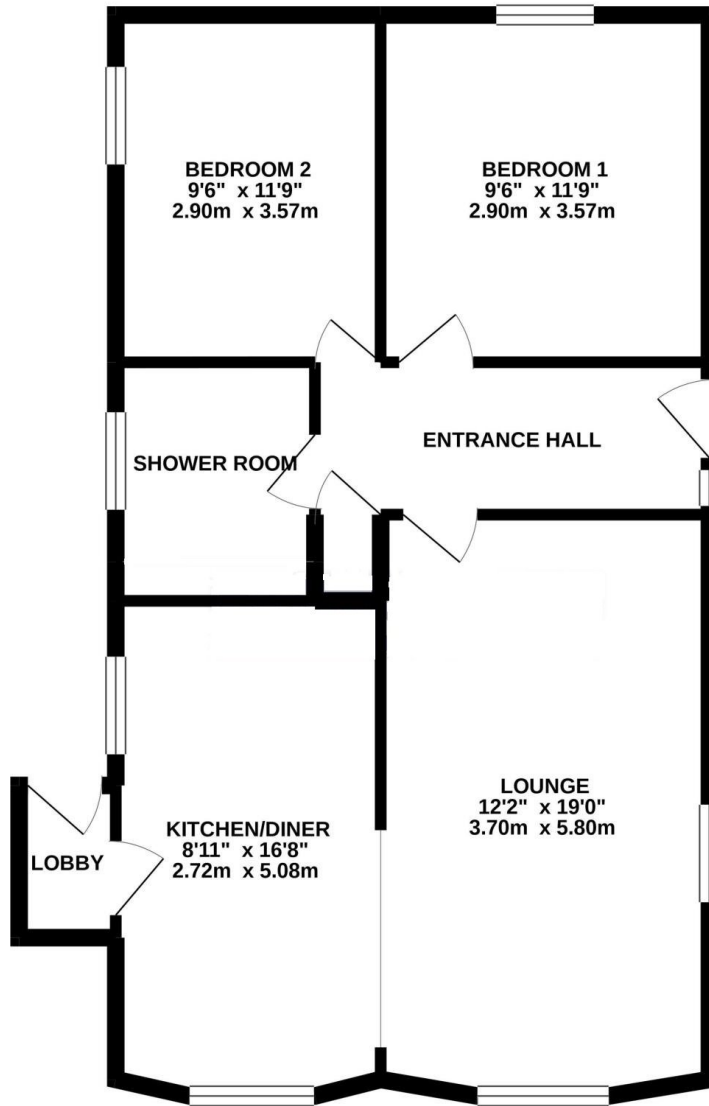 BEDROOM 2
9'6" x 11'9"
2.90m x 3.57m
BEDROOM 1
9'6" x 11'9"
2.90m x 3.57m
SHOWER ROOM
ENTRANCE HALL
LOUNGE
12'2" x 19'0"
3.70m x 5.80m
KITCHEN/DINER
8'11" x 16'8"
2.72m x 5.08m
LOBBY